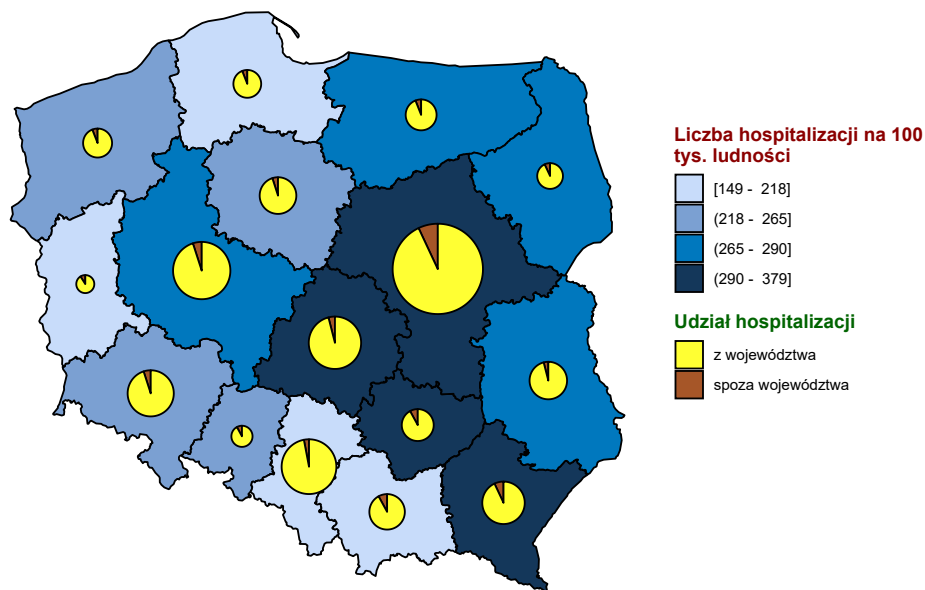 Liczba hospitalizacji na 100
tys. ludności
[149 - 218]
(218 - 265]
(265 - 290]
(290 - 379]
Udział hospitalizacji
z województwa
spoza województwa